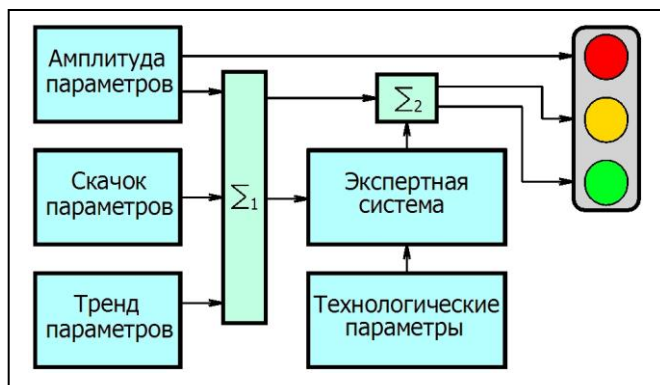 Амплитуда
параметров
Скачок
параметров
Тренд
параметров
∑1
∑2
Экспертная
система
Технологические
параметры